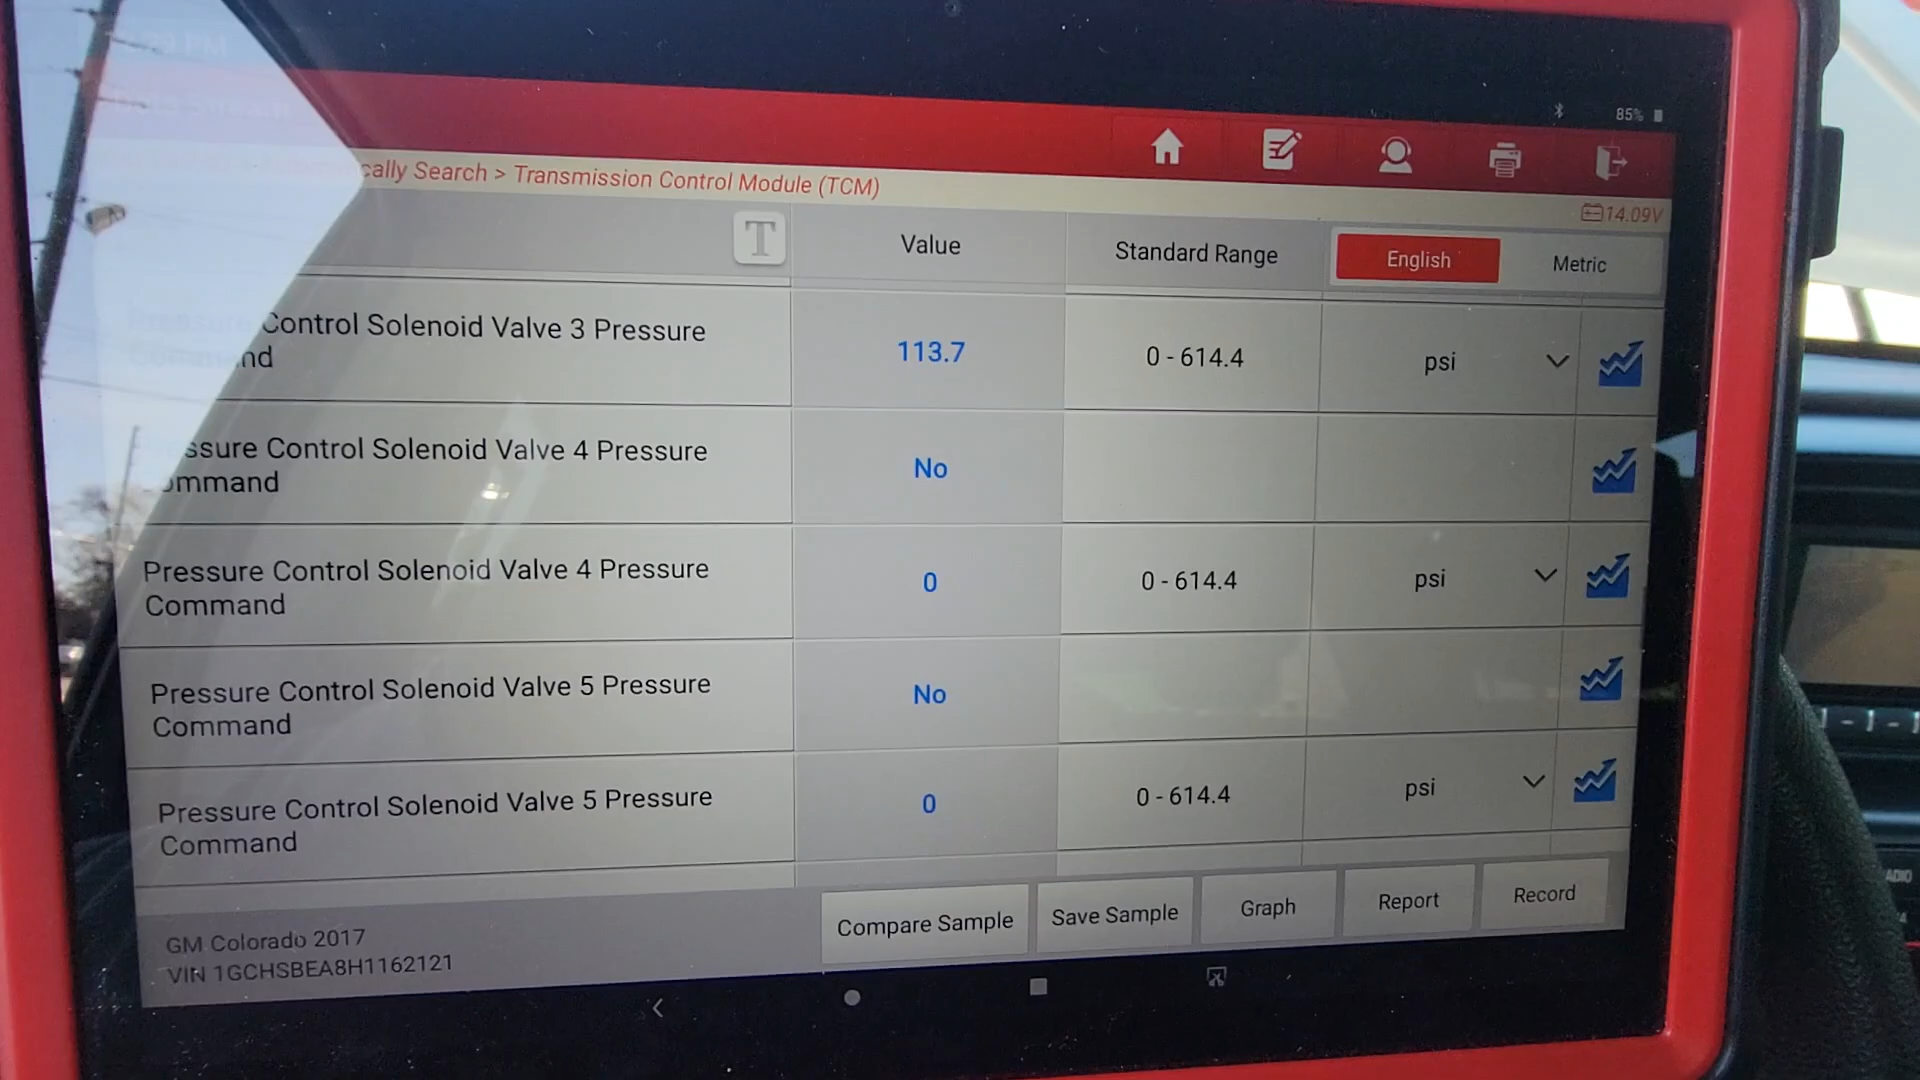 85%
cally Search > Transmission Control Module (TCM)
14.09V
T
Value
Standard Range
English
Metric
Control Solenoid Valve 3 Pressure
nd
113.7
0 - 614.4
psi
ssure Control Solenoid Valve 4 Pressure
mmand
No
Pressure Control Solenoid Valve 4 Pressure
Command
0
0 - 614.4
psi
Pressure Control Solenoid Valve 5 Pressure
Command
No
Pressure Control Solenoid Valve 5 Pressure
Command
0
0 - 614.4
psi
Compare Sample
Save Sample
Graph
Report
Record
GM Colorado 2017
VIN 1GCHSBEA8H1162121